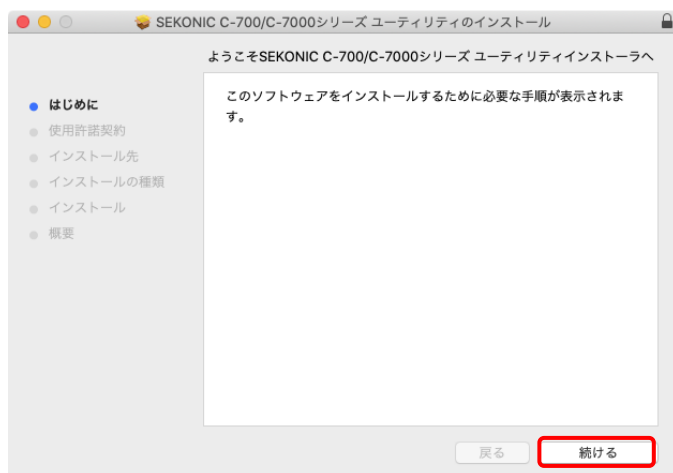 SEKONIC C-700/C-7000シリーズ ユーティリティのインストール
ようこそSEKONIC C-700/C-7000シリーズ ユーティリティインストーラへ
はじめに
使用許諾契約
インストール先
インストールの種類
インストール
概要
このソフトウェアをインストールするために必要な手順が表示されま
す。
戻る
続ける